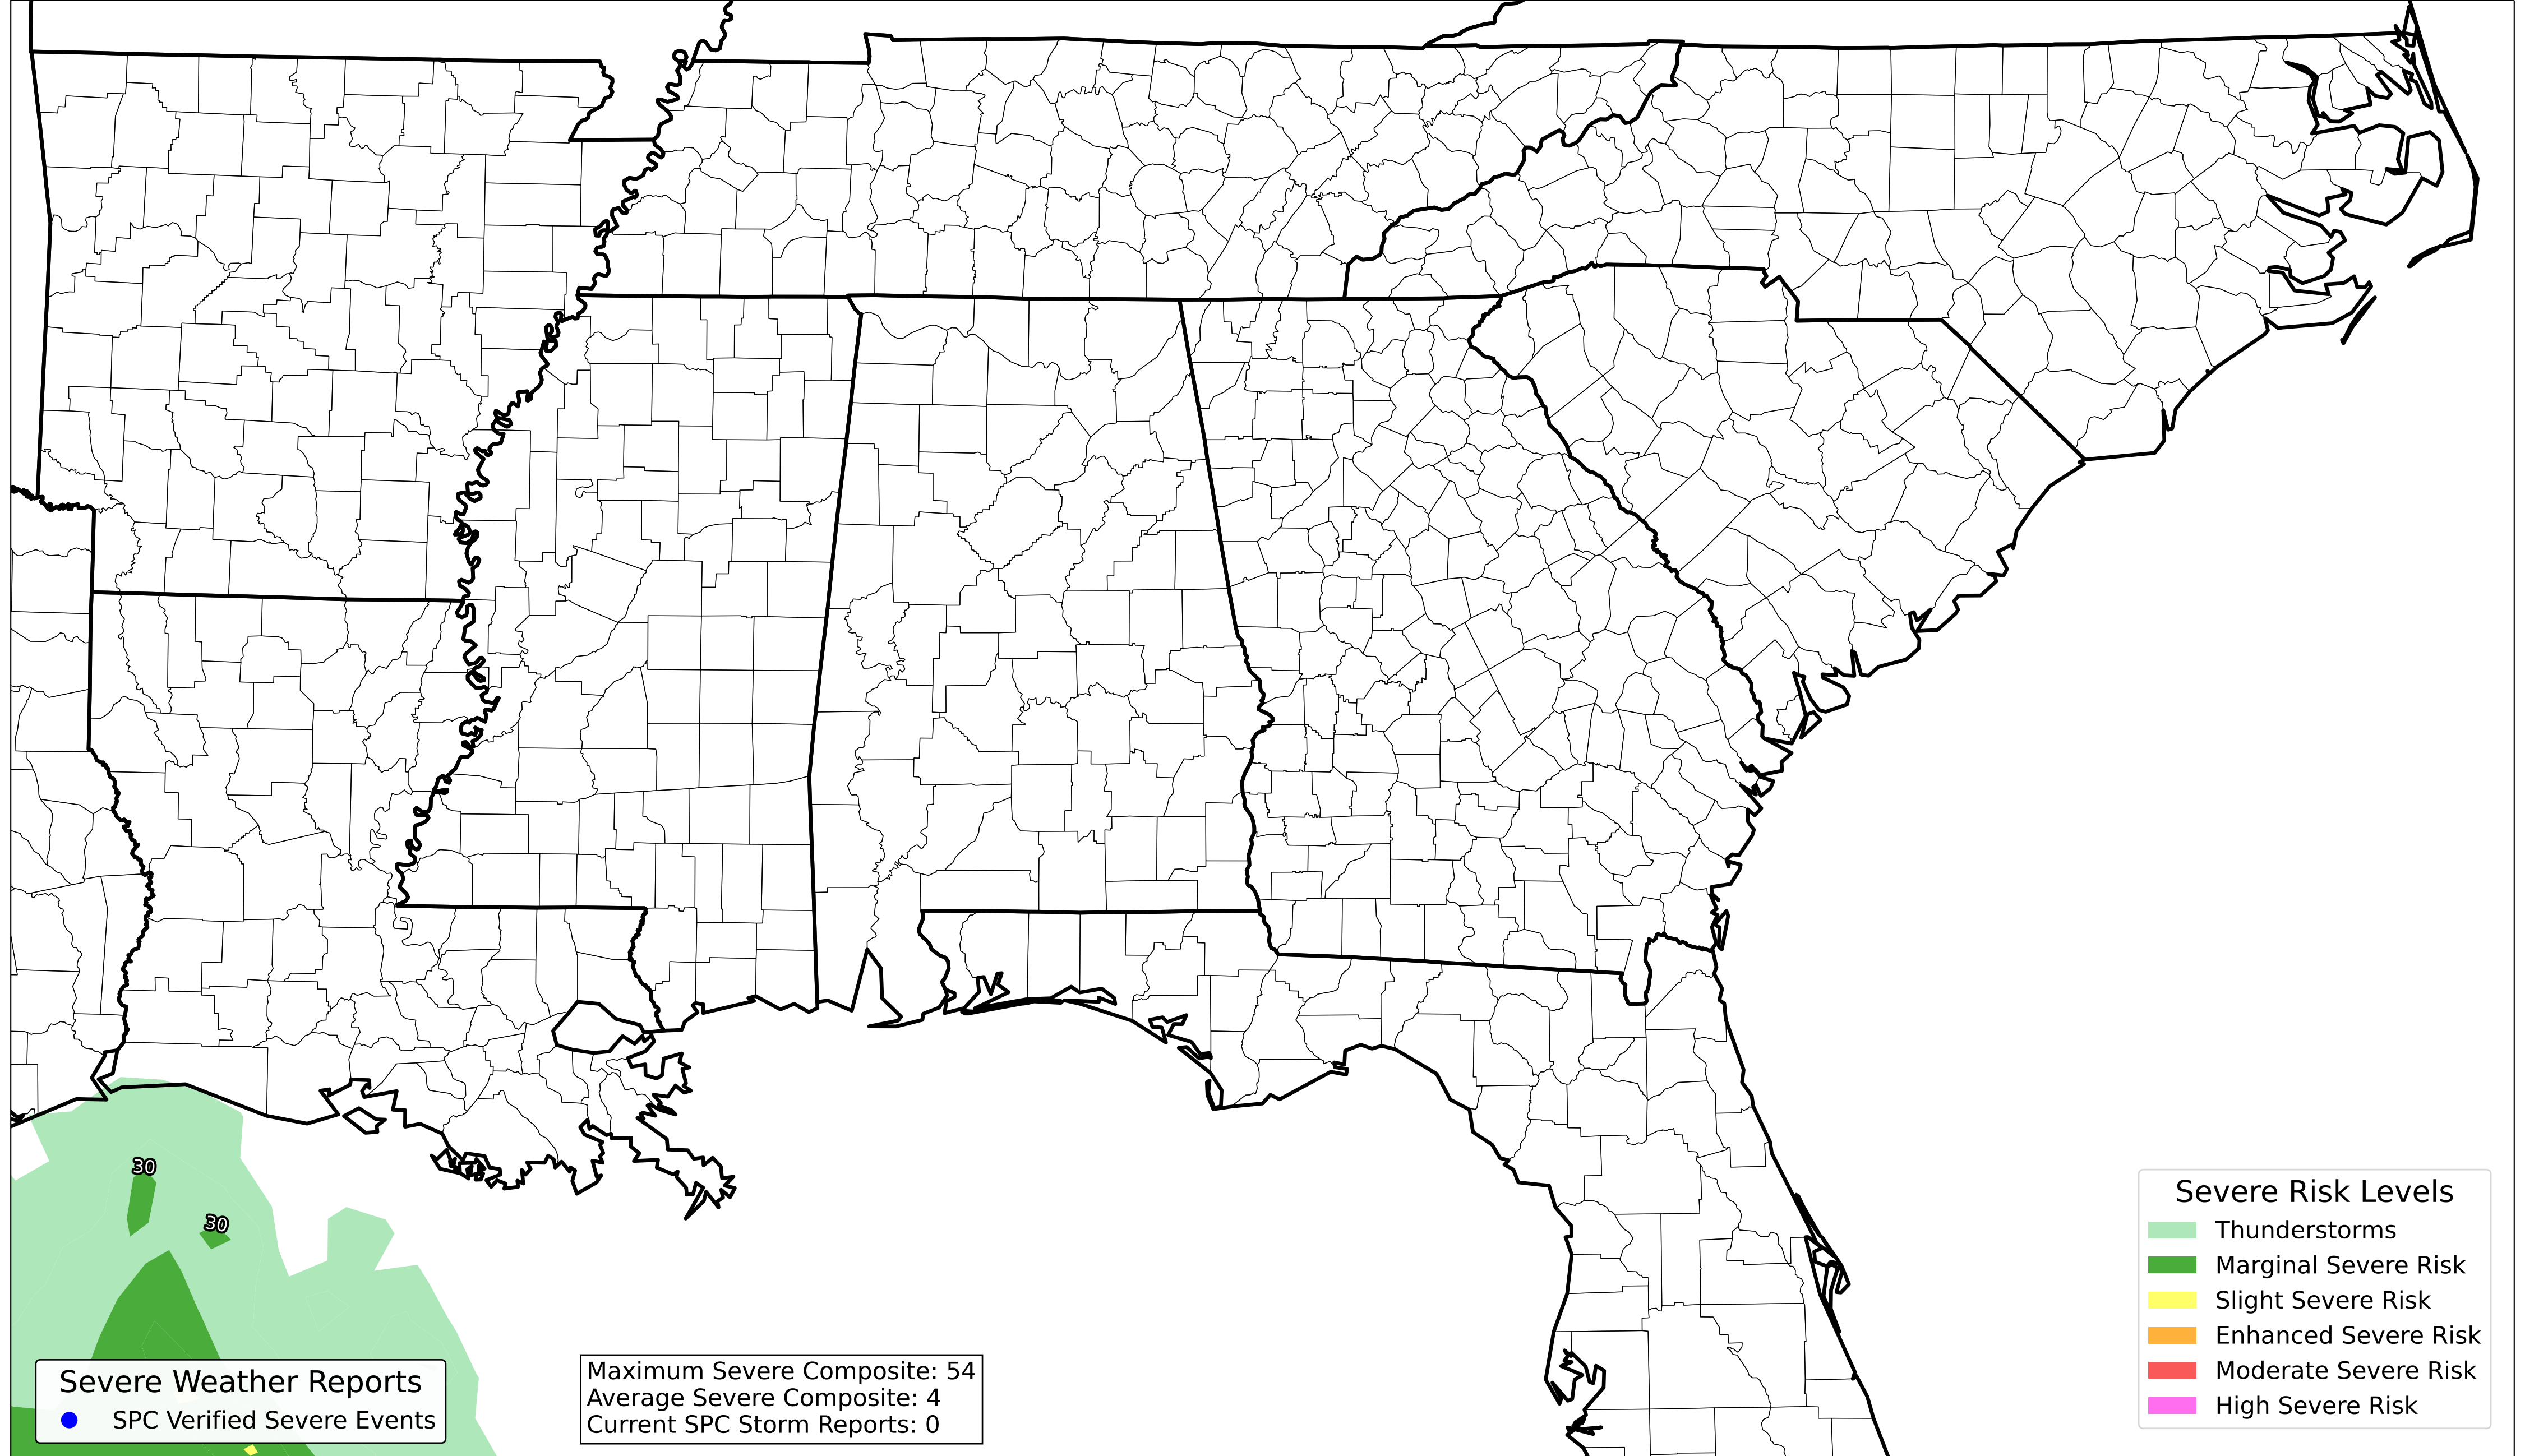 30
30
Severe Weather Reports
SPC Verified Severe Events
Maximum Severe Composite: 54
Average Severe Composite: 4
Current SPC Storm Reports: 0
Severe Risk Levels
Thunderstorms
Marginal Severe Risk
Slight Severe Risk
Enhanced Severe Risk
Moderate Severe Risk
High Severe Risk